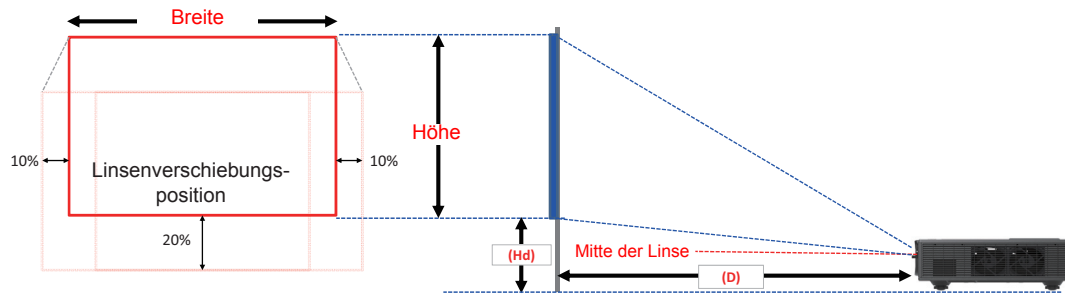 Breite
10%
Linsenverschiebungs-
position
10%
20%
Höhe
(Hd)
Mitte der Linse
(D)